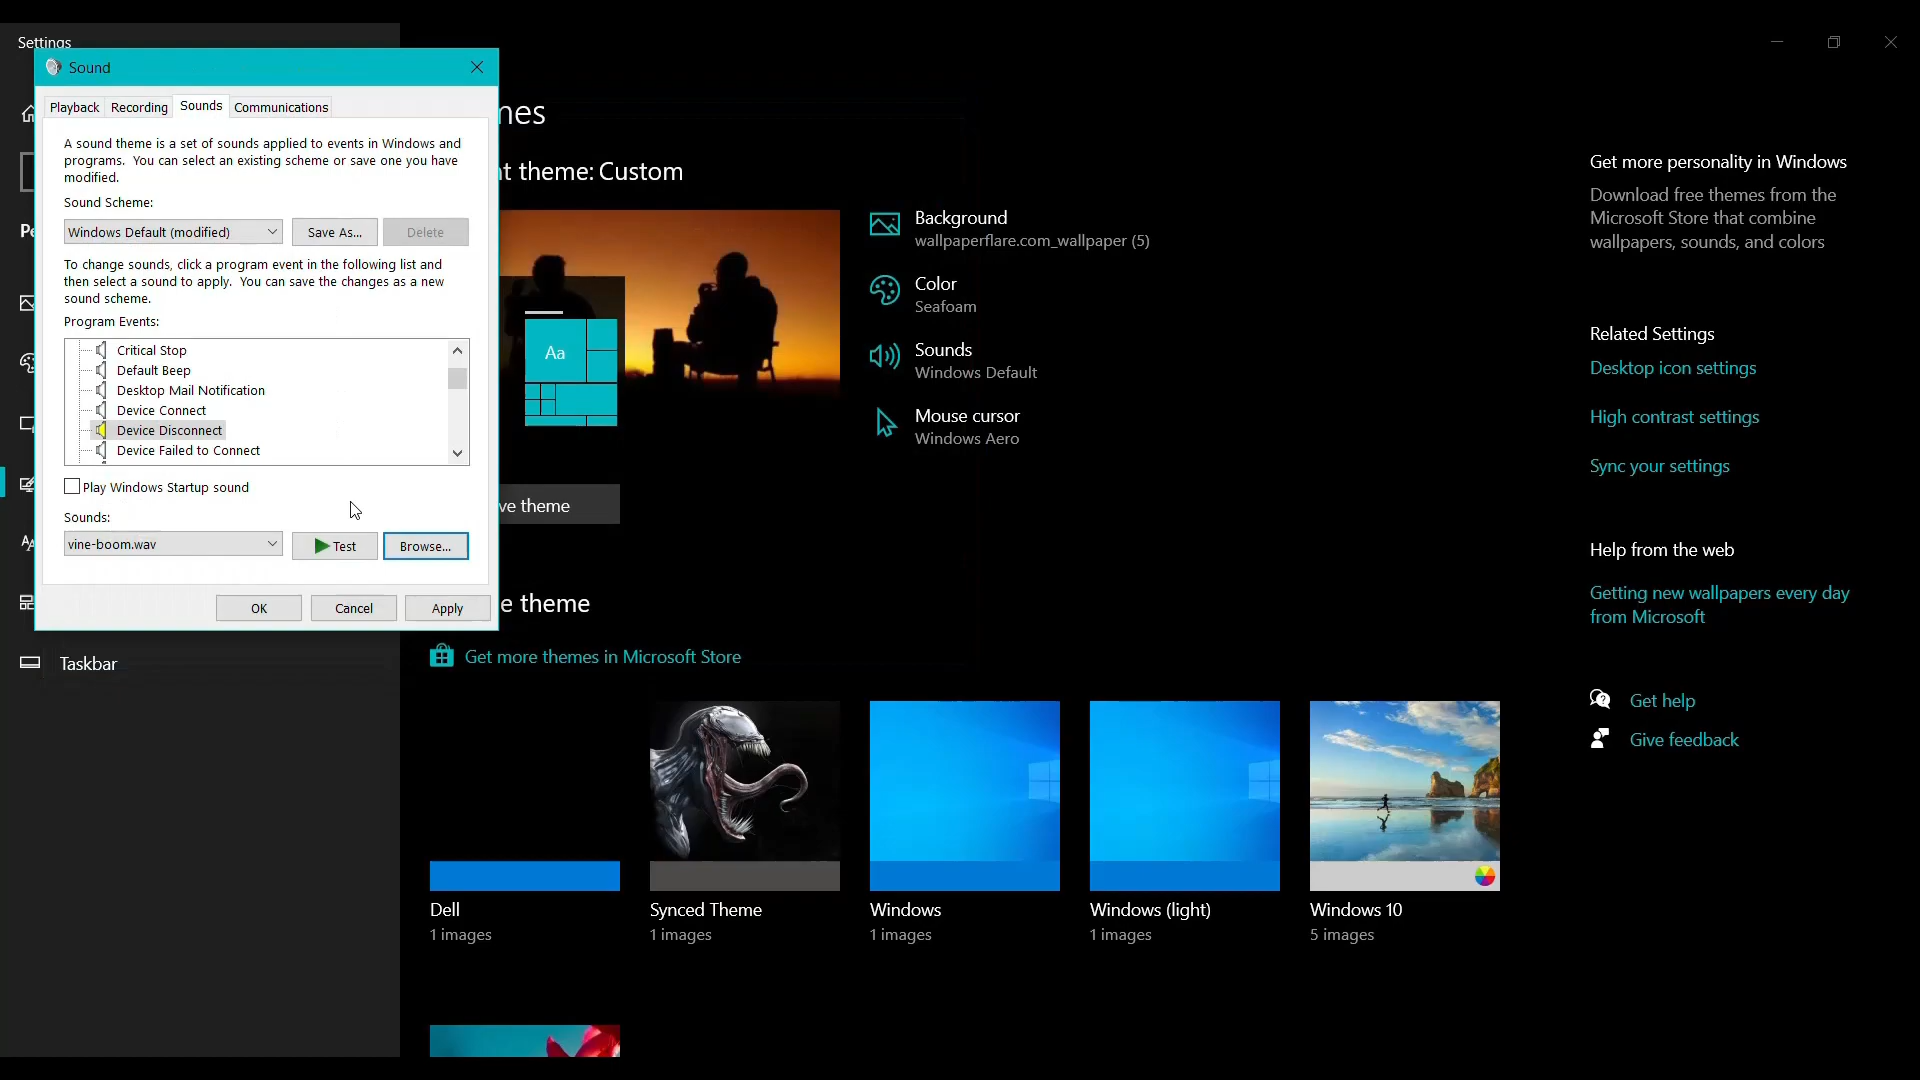 Settings
Sound
Playback
Recording
Sounds
Communications
A sound theme is a set of sounds applied to events in Windows and
programs. You can select an existing scheme or save one you have
modified.
Sound Scheme:
Windows Default (modified)
Save As...
Delete
To change sounds, click a program event in the following list and
then select a sound to apply. You can save the changes as a new
sound scheme.
Program Events:
Critical Stop
Default Beep
Desktop Mail Notification
Device Connect
Device Disconnect
Device Failed to Connect
Play Windows Startup sound
Sounds:
vine-boom.wav
Test
Browse...
OK
Cancel
Apply
Pe
Taskbar
mes
nt theme: Custom
Aa
ve theme
Background
wallpaperflare.com_wallpaper (5)
Color
Seafoam
Sounds
Windows Default
Mouse cursor
Windows Aero
e theme
Get more themes in Microsoft Store
Dell
1 images
Synced Theme
1 images
Windows
1 images
Windows (light)
1 images
Windows 10
5 images
Get more personality in Windows
Download free themes from the
Microsoft Store that combine
wallpapers, sounds, and colors
Related Settings
Desktop icon settings
High contrast settings
Sync your settings
Help from the web
Getting new wallpapers every day
from Microsoft
Get help
Give feedback